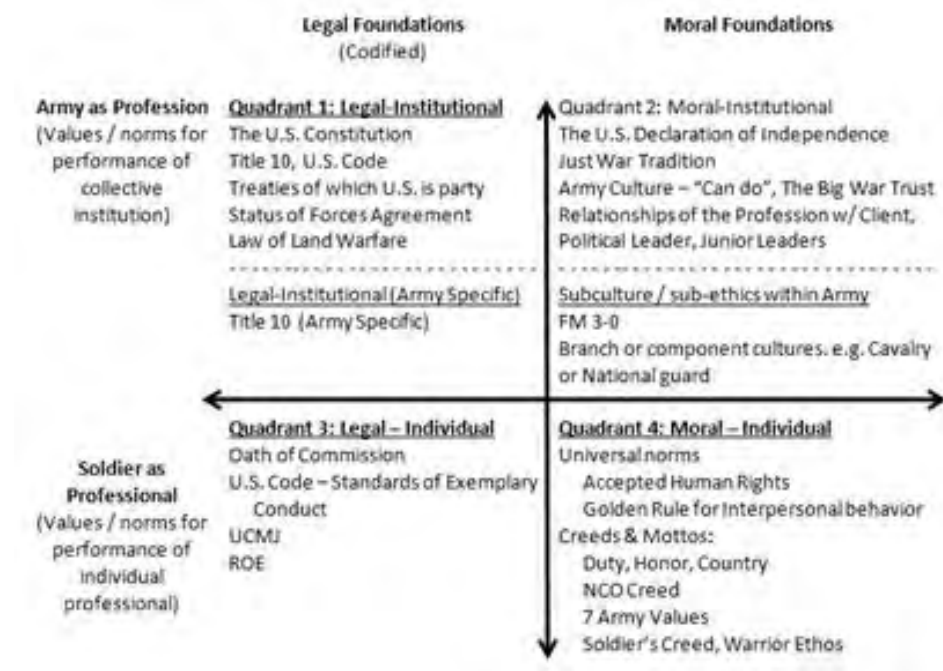 Legal Foundations
(Codified)
Moral Foundations
Army as Profession
(Values / norms for
performance of
collective
institution)
Quadrant 1: Legal-Institutional
The U.S. Constitution
Title 10, U.S. Code
Treaties of which U.S. is party
Status of Forces Agreement
Law of Land Warfare
Legal-Institutional (Army Specific)
Title 10 (Army Specific)
Quadrant 2: Moral-Institutional
The U.S. Declaration of Independence
Just War Tradition
Army Culture – "Can do", The Big War Trust
Relationships of the Profession w/ Client,
Political Leader, Junior Leaders
Subculture / sub-ethics within Army
FM 3-0
Branch or component cultures. e.g. Cavalry
or National guard
Soldier as
Professional
(Values / norms for
performance of
individual
professional)
Quadrant 3: Legal – Individual
Oath of Commission
U.S. Code – Standards of Exemplary
Conduct
UCMJ
ROE
Quadrant 4: Moral – Individual
Universal norms
Accepted Human Rights
Golden Rule for Interpersonal behavior
Creeds & Mottos:
Duty, Honor, Country
NCO Creed
7 Army Values
Soldier's Creed, Warrior Ethos